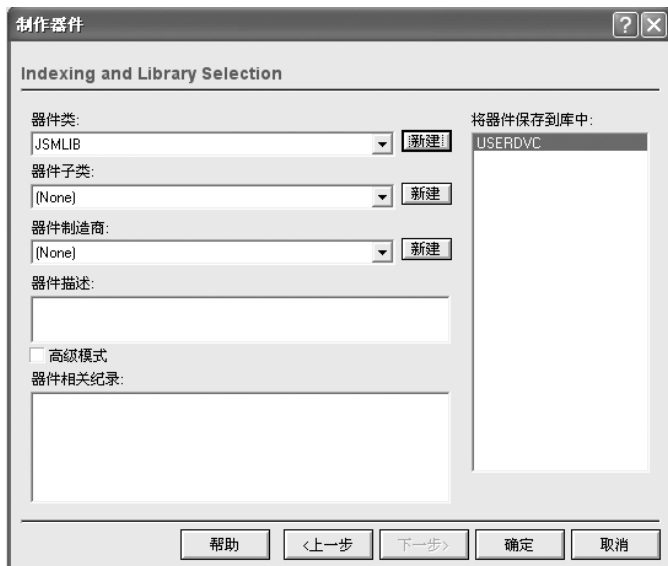 制作器件
Indexing and Library Selection
器件类:
JSMLIB
新建
器件子类:
(None)
新建
器件制造商:
(None)
新建
器件描述:
高级模式
器件相关纪录:
将器件保存到库中:
USERDVC
帮助
<上一步
下一步>
确定
取消